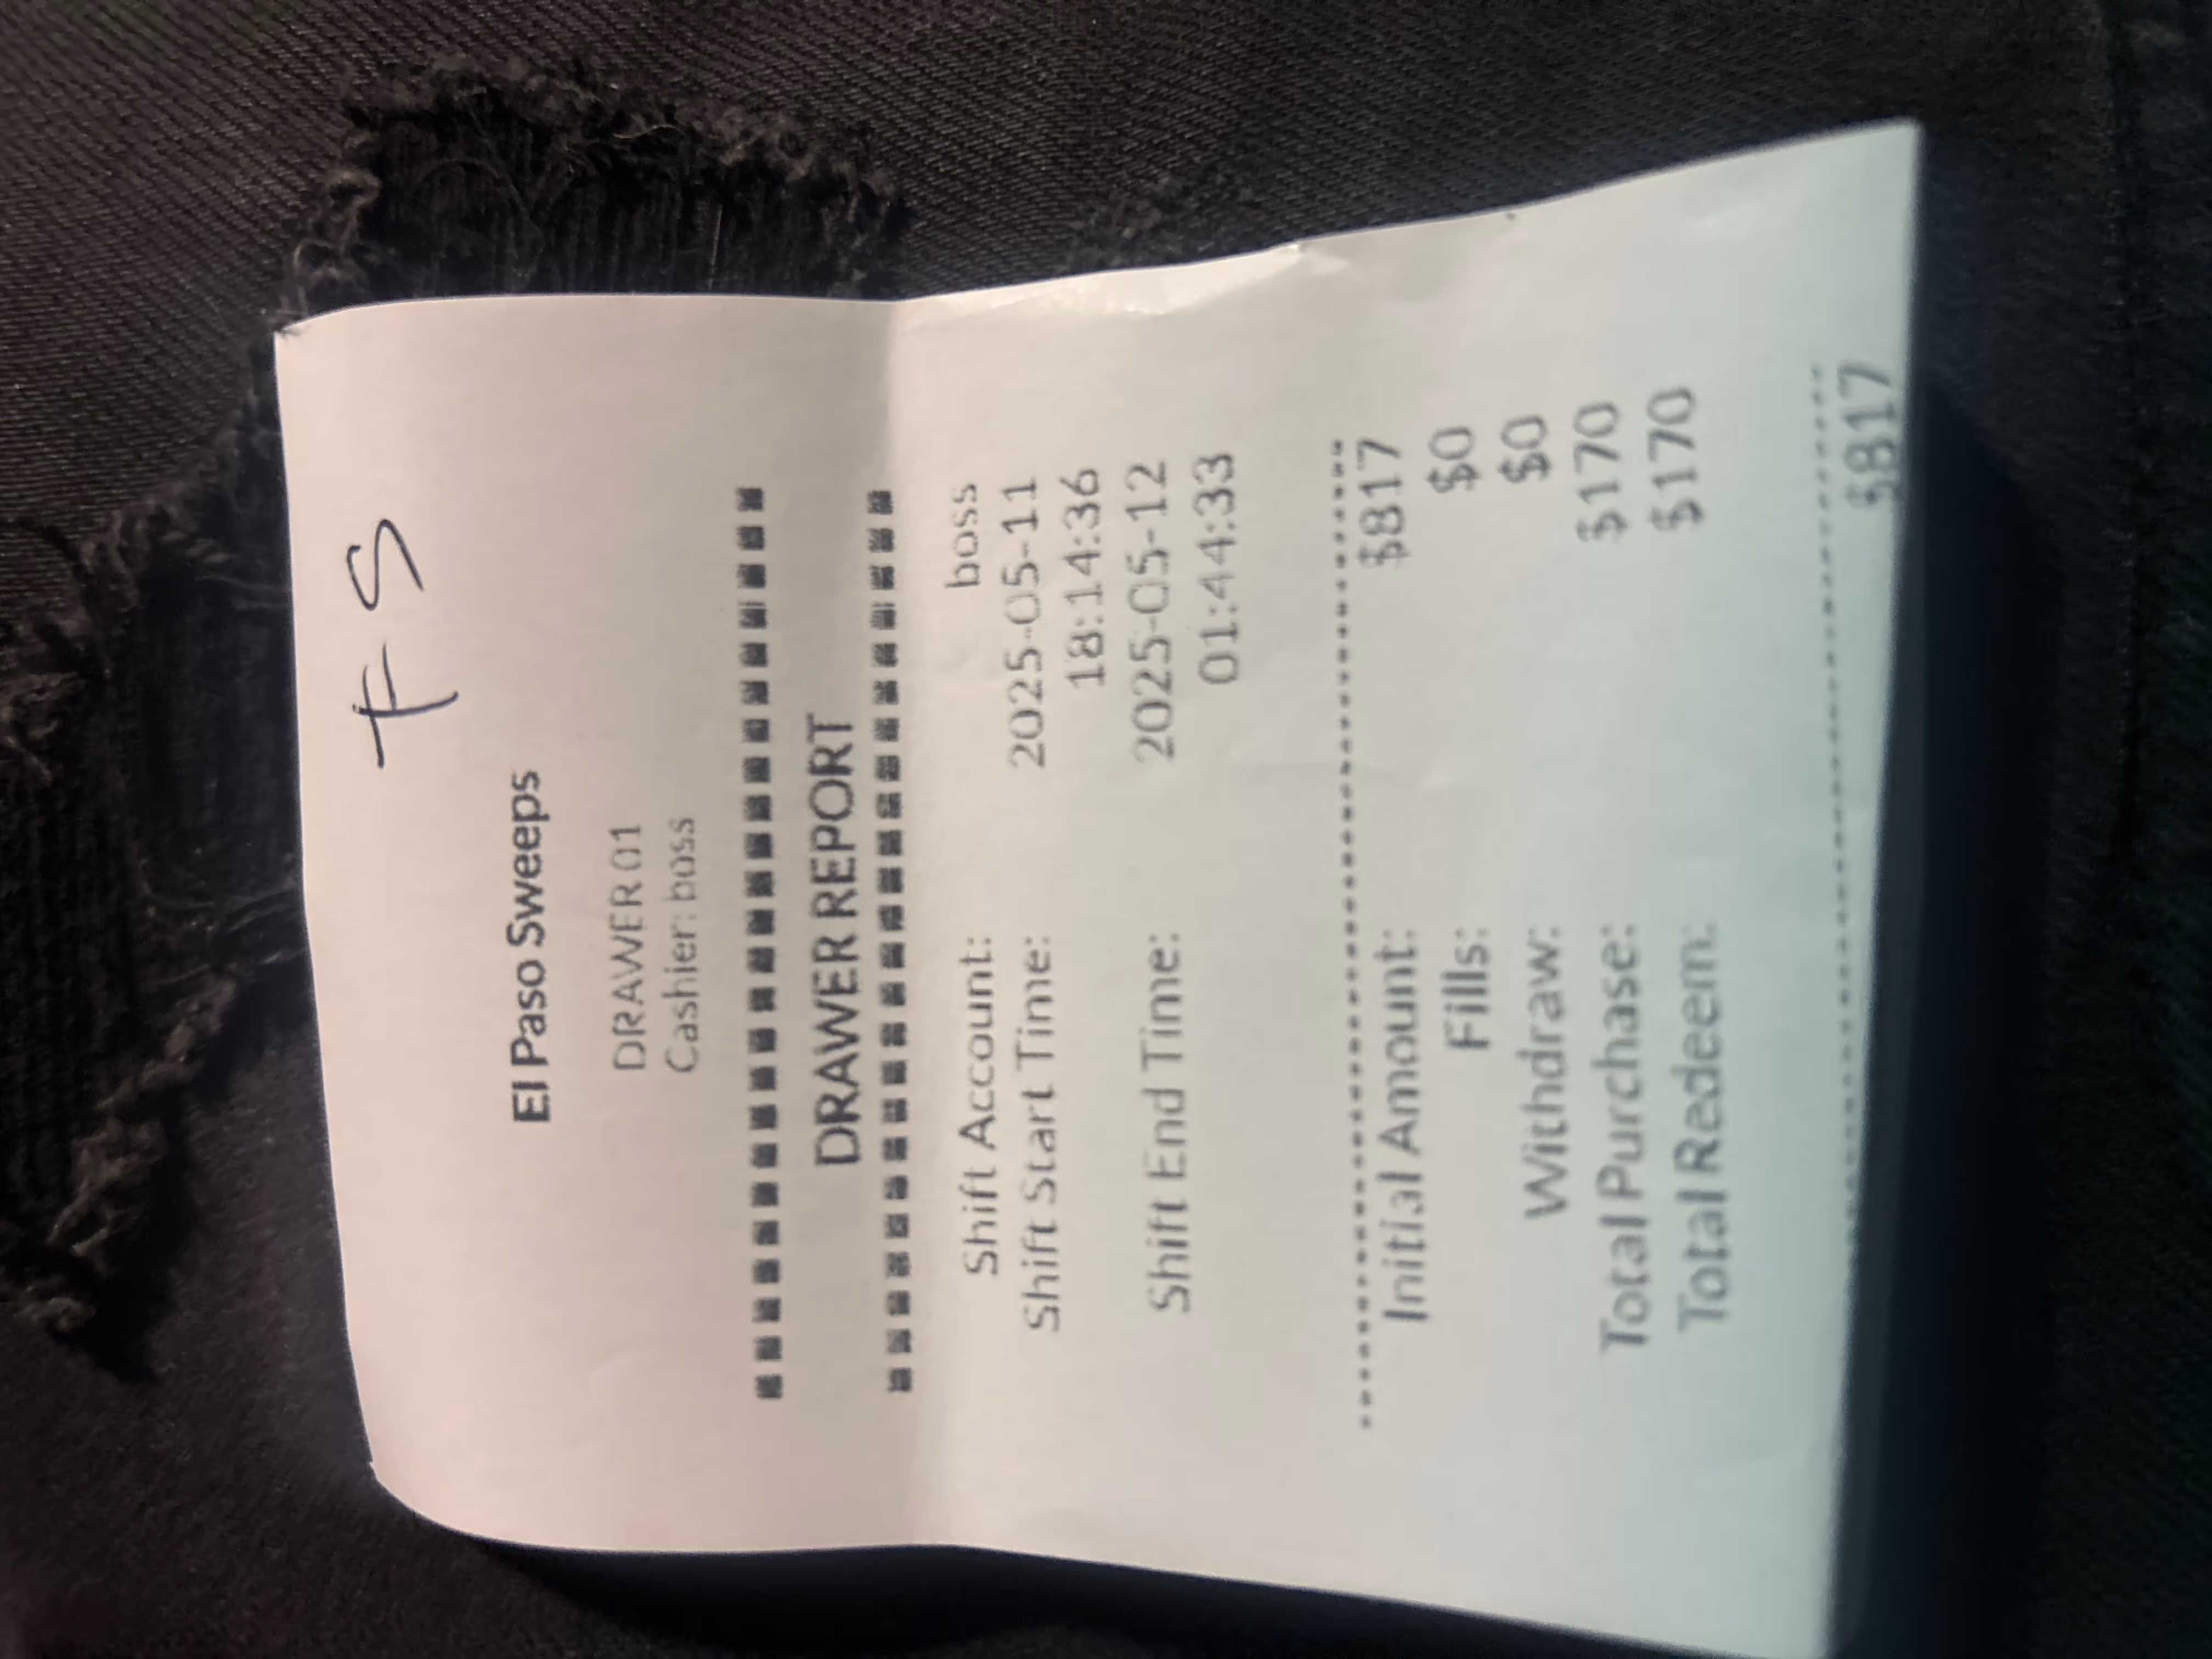 FS
El Paso Sweeps
DRAWER 01
Cashier: boss
DRAWER REPORT
Shift Account: boss
Shift Start Time: 2025-05-11
18:14:36
Shift End Time: 2025-05-12
01:44:33
Initial Amount: $817
Fills: $0
Withdraw: $0
Total Purchase: $170
Total Redeem: $170
$817